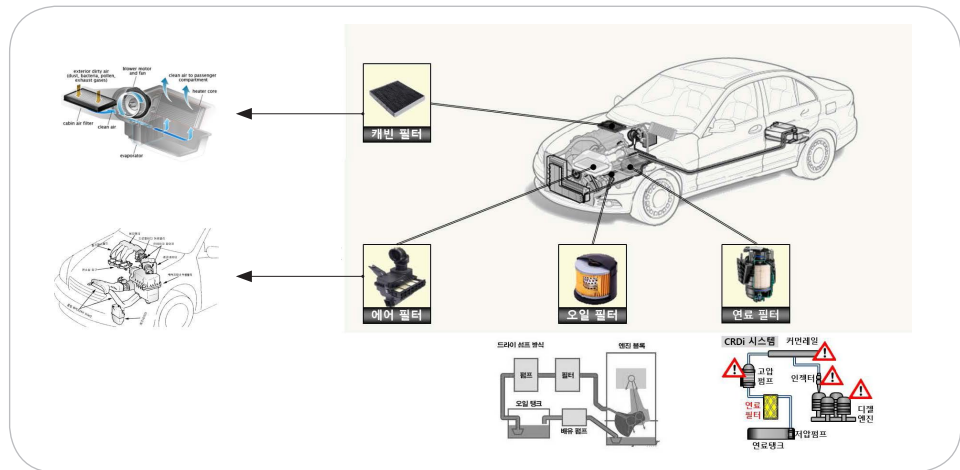 exterior dirty air
(dust, bacteria, pollen,
exhaust gases)
blower motor
and fan
clean air to passenger
compartment
heater core
cabin air filter
clean air
evaporator
캐빈 필터
에어 필터
오일 필터
연료 필터
드라이 섬프 방식
엔진 블록
펌프
필터
오일 탱크
배유 펌프
CRDi 시스템
커먼레일
고압
펌프
인젝터
연료
필터
디젤
엔진
저압펌프
연료탱크